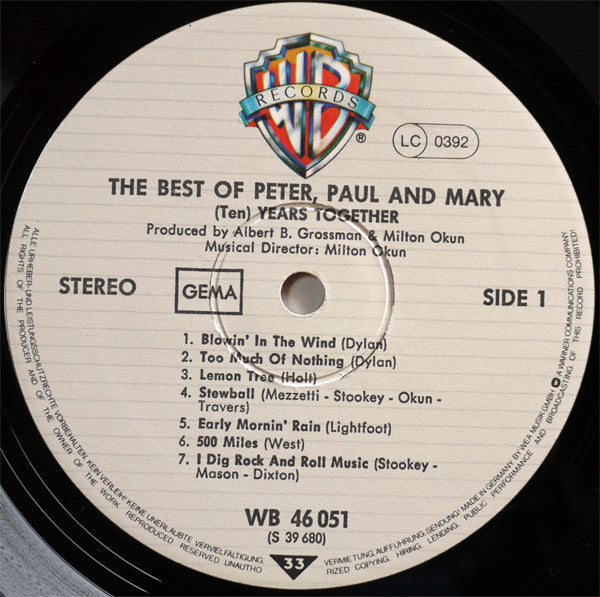 WB
RECORDS
®
LC 0392
THE BEST OF PETER, PAUL AND MARY
(Ten) YEARS TOGETHER
Produced by Albert B. Grossman & Milton Okun
Musical Director: Milton Okun
STEREO
GEMA
SIDE 1
1. Blowin' In The Wind (Dylan)
2. Too Much Of Nothing (Dylan)
3. Lemon Tree (Holt)
4. Stewball (Mezzetti - Stookey - Okun -
Travers)
5. Early Mornin' Rain (Lightfoot)
6. 500 Miles (West)
7. I Dig Rock And Roll Music (Stookey -
Mason - Dixton)
WB 46 051
(S 39 680)
33
ALLE URHEBER- UND LEISTUNGSSCHUTZRECHTE VORBEHALTEN. KEIN VERLEIH! KEINE UNERLAUBTE VERVIELFÄLTIGUNG, VERMIETUNG, AUFFÜHRUNG, SENDUNG! MADE IN GERMANY BY WEA MUSIK GMBH A WARNER COMMUNICATIONS COMPANY
ALL RIGHTS OF THE PRODUCER AND OF THE OWNER OF THE WORK REPRODUCED RESERVED. UNAUTHORIZED COPYING, HIRING, LENDING, PUBLIC PERFORMANCE AND BROADCASTING OF THIS RECORD PROHIBITED!